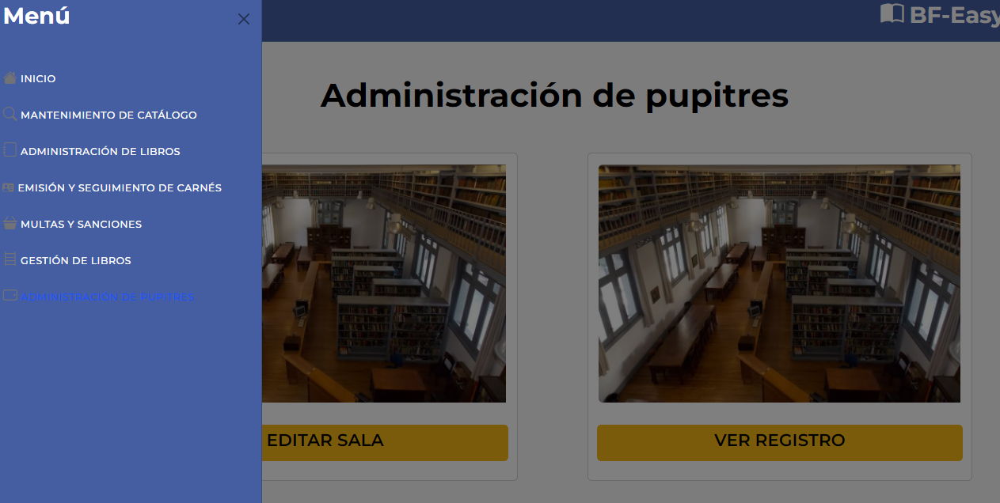 Menú
BF-Easy
INICIO
MANTENIMIENTO DE CATÁLOGO
ADMINISTRACIÓN DE LIBROS
EMISIÓN Y SEGUIMIENTO DE CARNÉS
MULTAS Y SANCIONES
GESTIÓN DE LIBROS
ADMINISTRACIÓN DE PUPITRES
Administración de pupitres
EDITAR SALA
VER REGISTRO